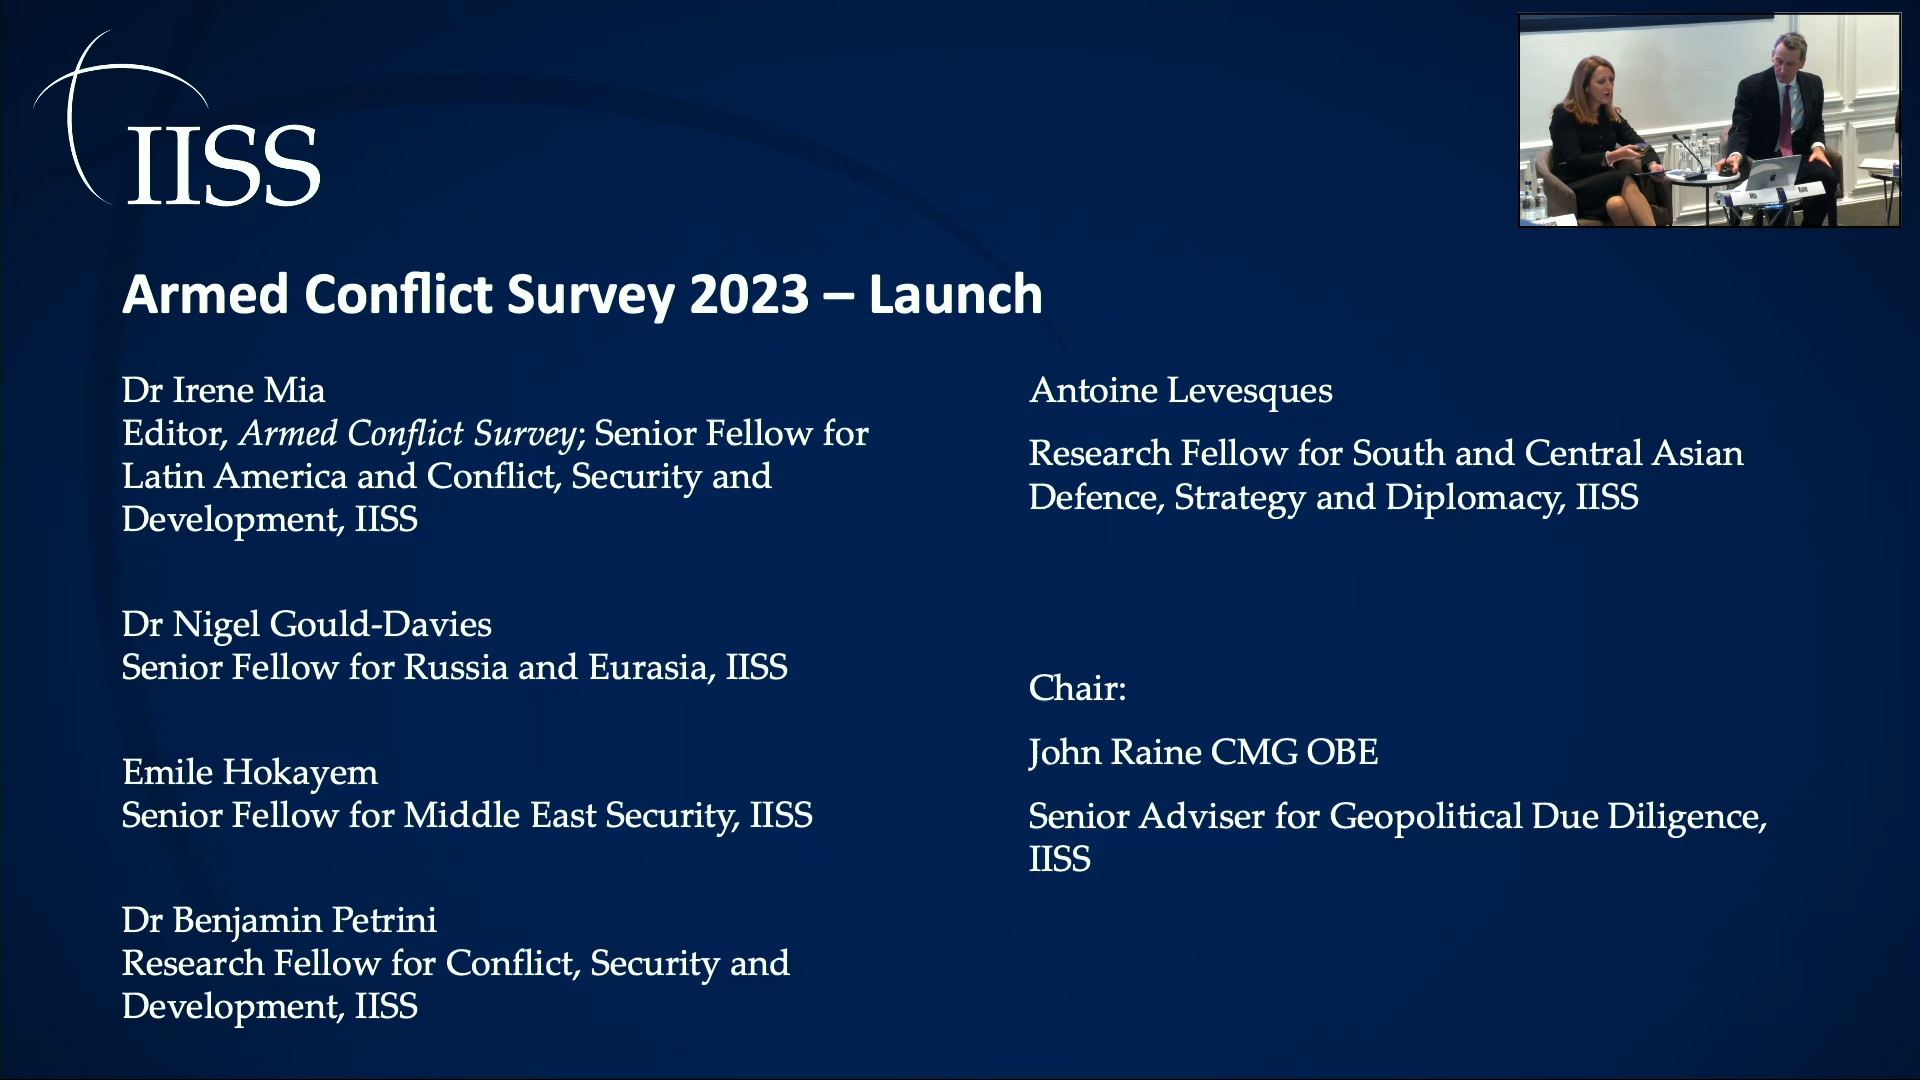 IISS
Armed Conflict Survey 2023 – Launch
Dr Irene Mia
Editor, Armed Conflict Survey; Senior Fellow for
Latin America and Conflict, Security and
Development, IISS
Dr Nigel Gould-Davies
Senior Fellow for Russia and Eurasia, IISS
Emile Hokayem
Senior Fellow for Middle East Security, IISS
Dr Benjamin Petrini
Research Fellow for Conflict, Security and
Development, IISS
Antoine Levesques
Research Fellow for South and Central Asian
Defence, Strategy and Diplomacy, IISS
Chair:
John Raine CMG OBE
Senior Adviser for Geopolitical Due Diligence,
IISS
Mia
Raine